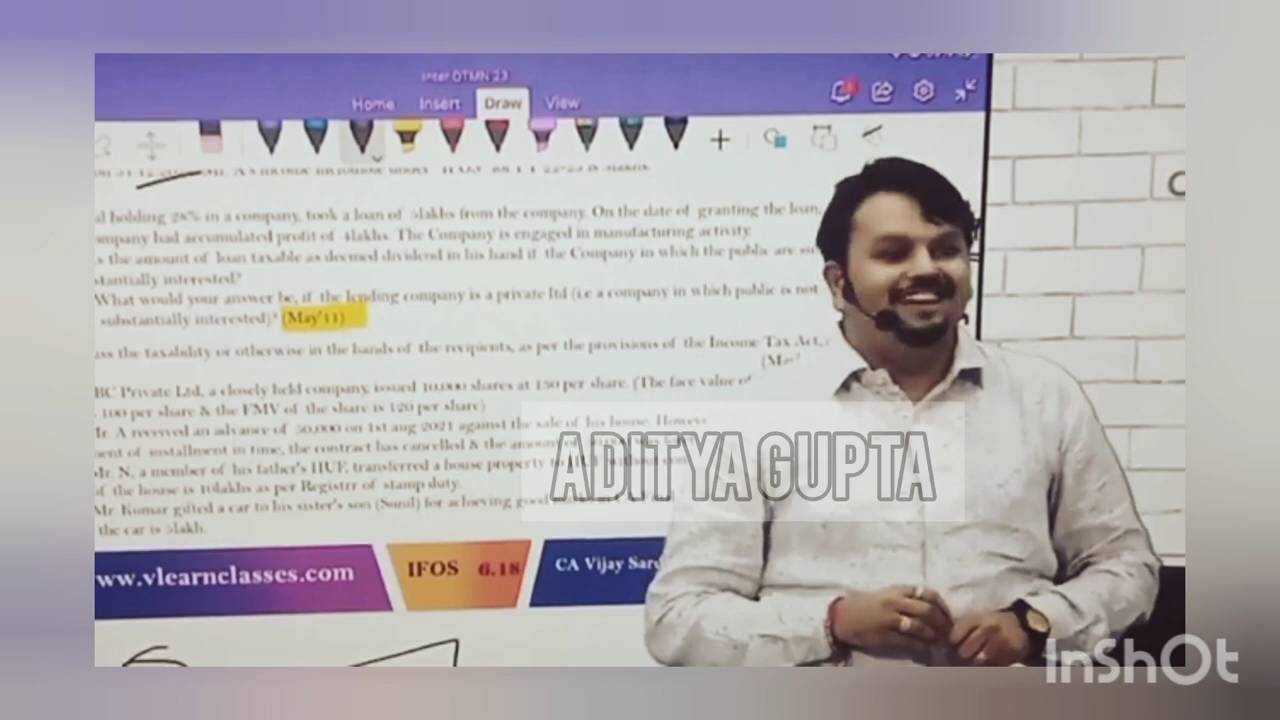 Inter DTMN 23
Home Insert Draw View
al holding 28% in a company, took a loan of 5lakhs from the company. On the date of granting the loan,
ompany had accumulated profit of 4lakhs. The Company is engaged in manufacturing activity.
s the amount of loan taxable as deemed dividend in his hand if the Company in which the public are
stantially interested?
What would your answer be, if the lending company is a private ltd (i.e a company in which public is not
substantially interested)? (May'11)
uss the taxability or otherwise in the hands of the recipients, as per the provisions of the Income Tax Act,
BC Private Ltd, a closely held company, issued 10,000 shares at 130 per share. (The face value of
100 per share & the FMV of the share is 120 per share)
Mr. A received an advance of 50,000 on 1st aug 2021 against the sale of his house. However
ment of installment in time, the contract has cancelled & the amount of
Mr. N, a member of his father's HUF, transferred a house property to
of the house is 10lakhs as per Registrr of stamp duty.
Mr Kumar gifted a car to his sister's son (Sunil) for achieving good
the car is 5lakh.
ADITYA GUPTA
ww.vlearnclasses.com
IFOS 6.18
CA Vijay Sar
InShOt